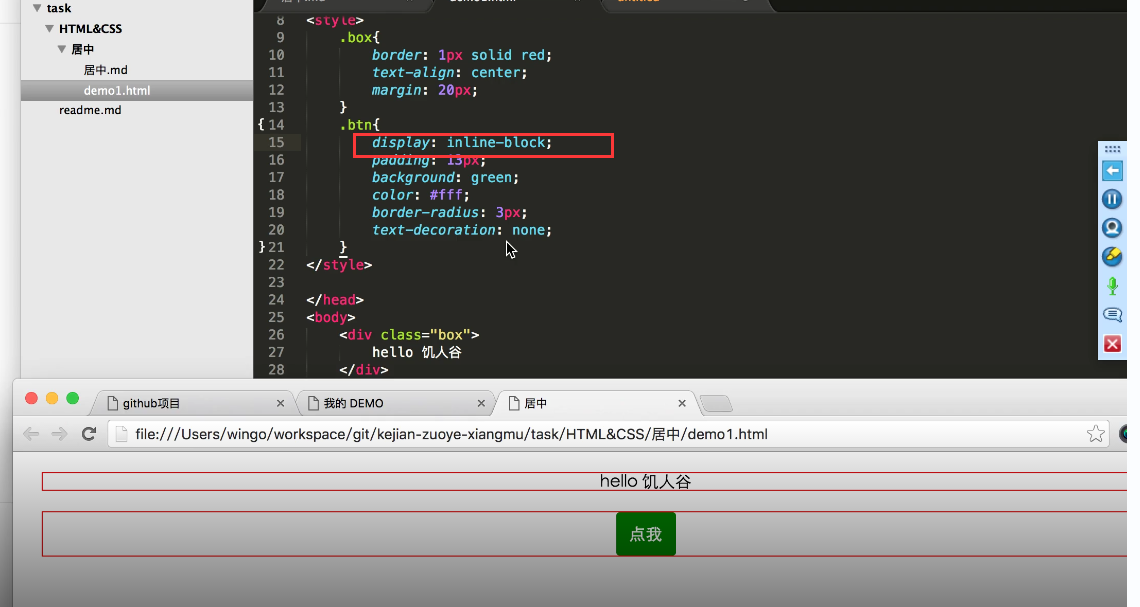 task
HTML&CSS
居中
居中.md
demo1.html
readme.md
8 <style>
9 .box{
10 border: 1px solid red;
11 text-align: center;
12 margin: 20px;
13 }
{ 14 .btn{
15 display: inline-block;
16 padding: 13px;
17 background: green;
18 color: #fff;
19 border-radius: 3px;
20 text-decoration: none;
} 21 }
22 </style>
23
24 </head>
25 <body>
26 <div class="box">
27 hello 饥人谷
28 </div>
github项目 我的 DEMO 居中
file:///Users/wingo/workspace/git/kejian-zuoye-xiangmu/task/HTML&CSS/居中/demo1.html
hello 饥人谷
点我